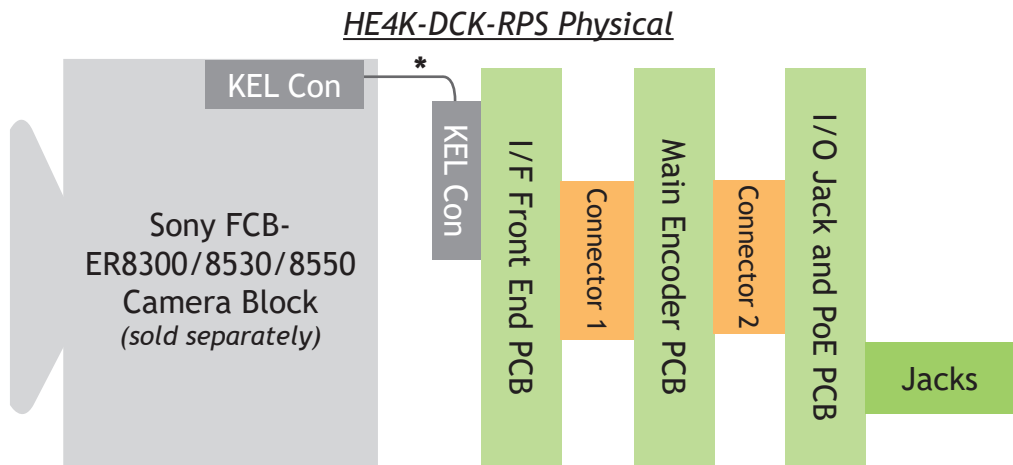 HE4K-DCK-RPS Physical
*
KEL Con
KEL Con
Sony FCB-
ER8300/8530/8550
Camera Block
(sold separately)
I/F Front End PCB
Connector 1
Main Encoder PCB
Connector 2
I/O Jack and PoE PCB
Jacks